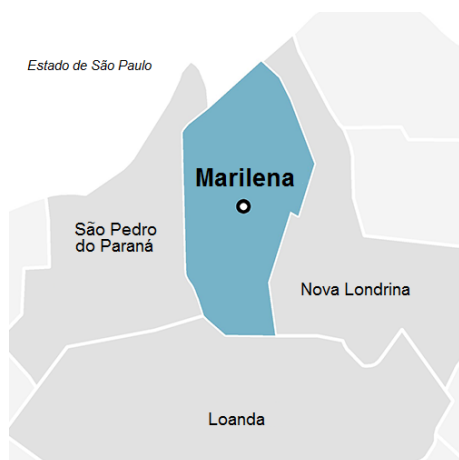 Estado de São Paulo
Marilena
São Pedro
do Paraná
Nova Londrina
Loanda